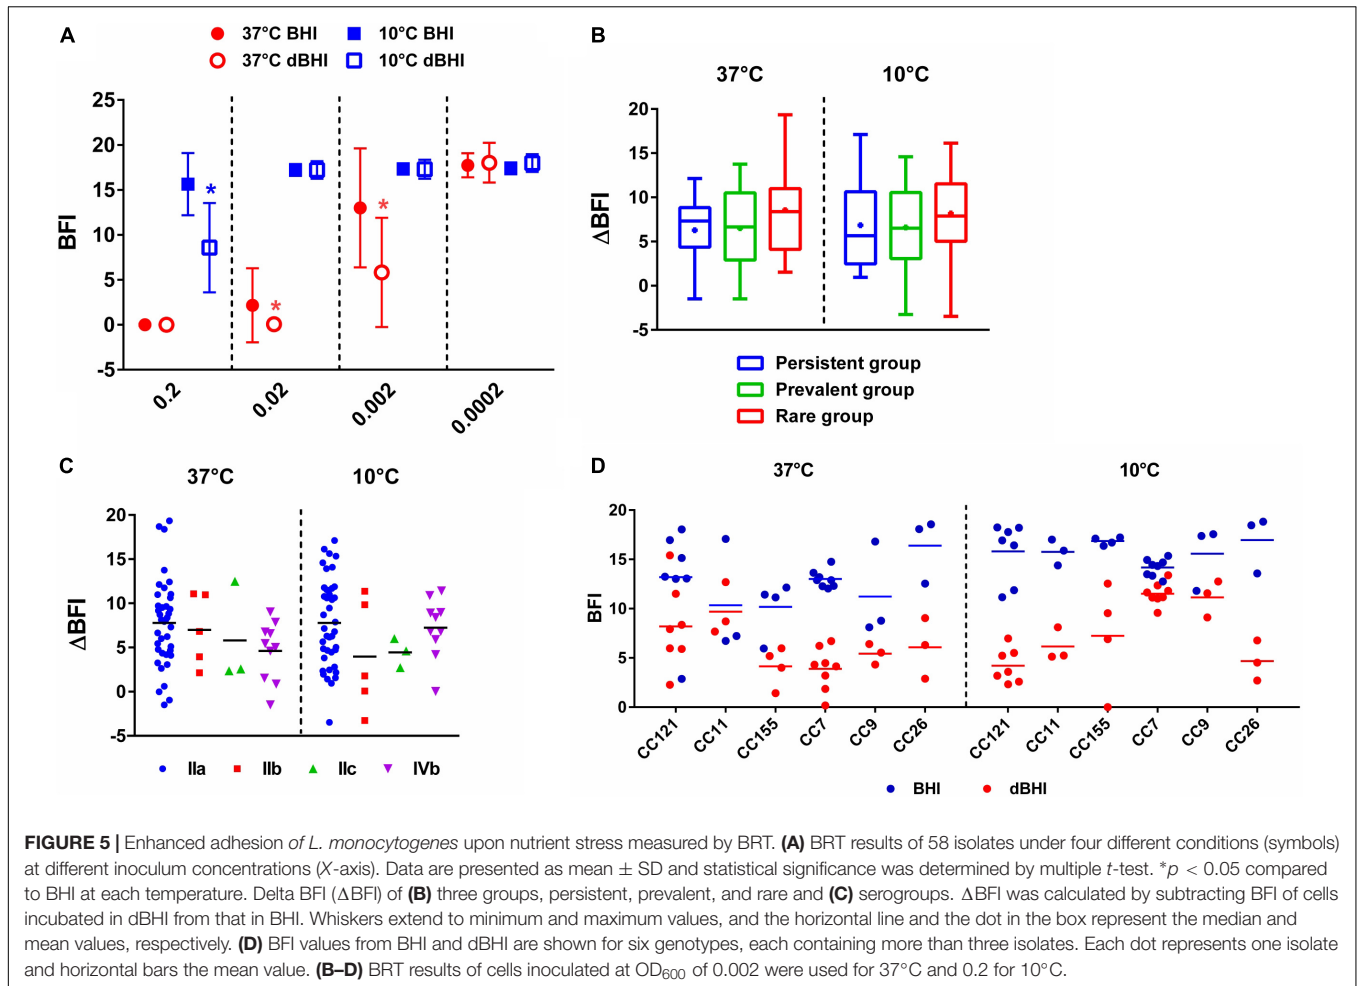 A
37°C BHI 10°C BHI
37°C dBHI 10°C dBHI
BFI
25
20
15
10
5
0
-5
*
*
*
0.2 0.02 0.002 0.0002
B
37°C 10°C
ΔBFI
20
15
10
5
0
-5
Persistent group
Prevalent group
Rare group
C
37°C 10°C
ΔBFI
20
15
10
5
0
-5
IIa IIb IIc IVb
D
37°C 10°C
BFI
20
15
10
5
0
CC121 CC11 CC155 CC7 CC9 CC26 CC121 CC11 CC155 CC7 CC9 CC26
BHI dBHI
FIGURE 5 | Enhanced adhesion of L. monocytogenes upon nutrient stress measured by BRT. (A) BRT results of 58 isolates under four different conditions (symbols)
at different inoculum concentrations (X-axis). Data are presented as mean ± SD and statistical significance was determined by multiple t-test. *p < 0.05 compared
to BHI at each temperature. Delta BFI (ΔBFI) of (B) three groups, persistent, prevalent, and rare and (C) serogroups. ΔBFI was calculated by subtracting BFI of cells
incubated in dBHI from that in BHI. Whiskers extend to minimum and maximum values, and the horizontal line and the dot in the box represent the median and
mean values, respectively. (D) BFI values from BHI and dBHI are shown for six genotypes, each containing more than three isolates. Each dot represents one isolate
and horizontal bars the mean value. (B–D) BRT results of cells inoculated at OD600 of 0.002 were used for 37°C and 0.2 for 10°C.